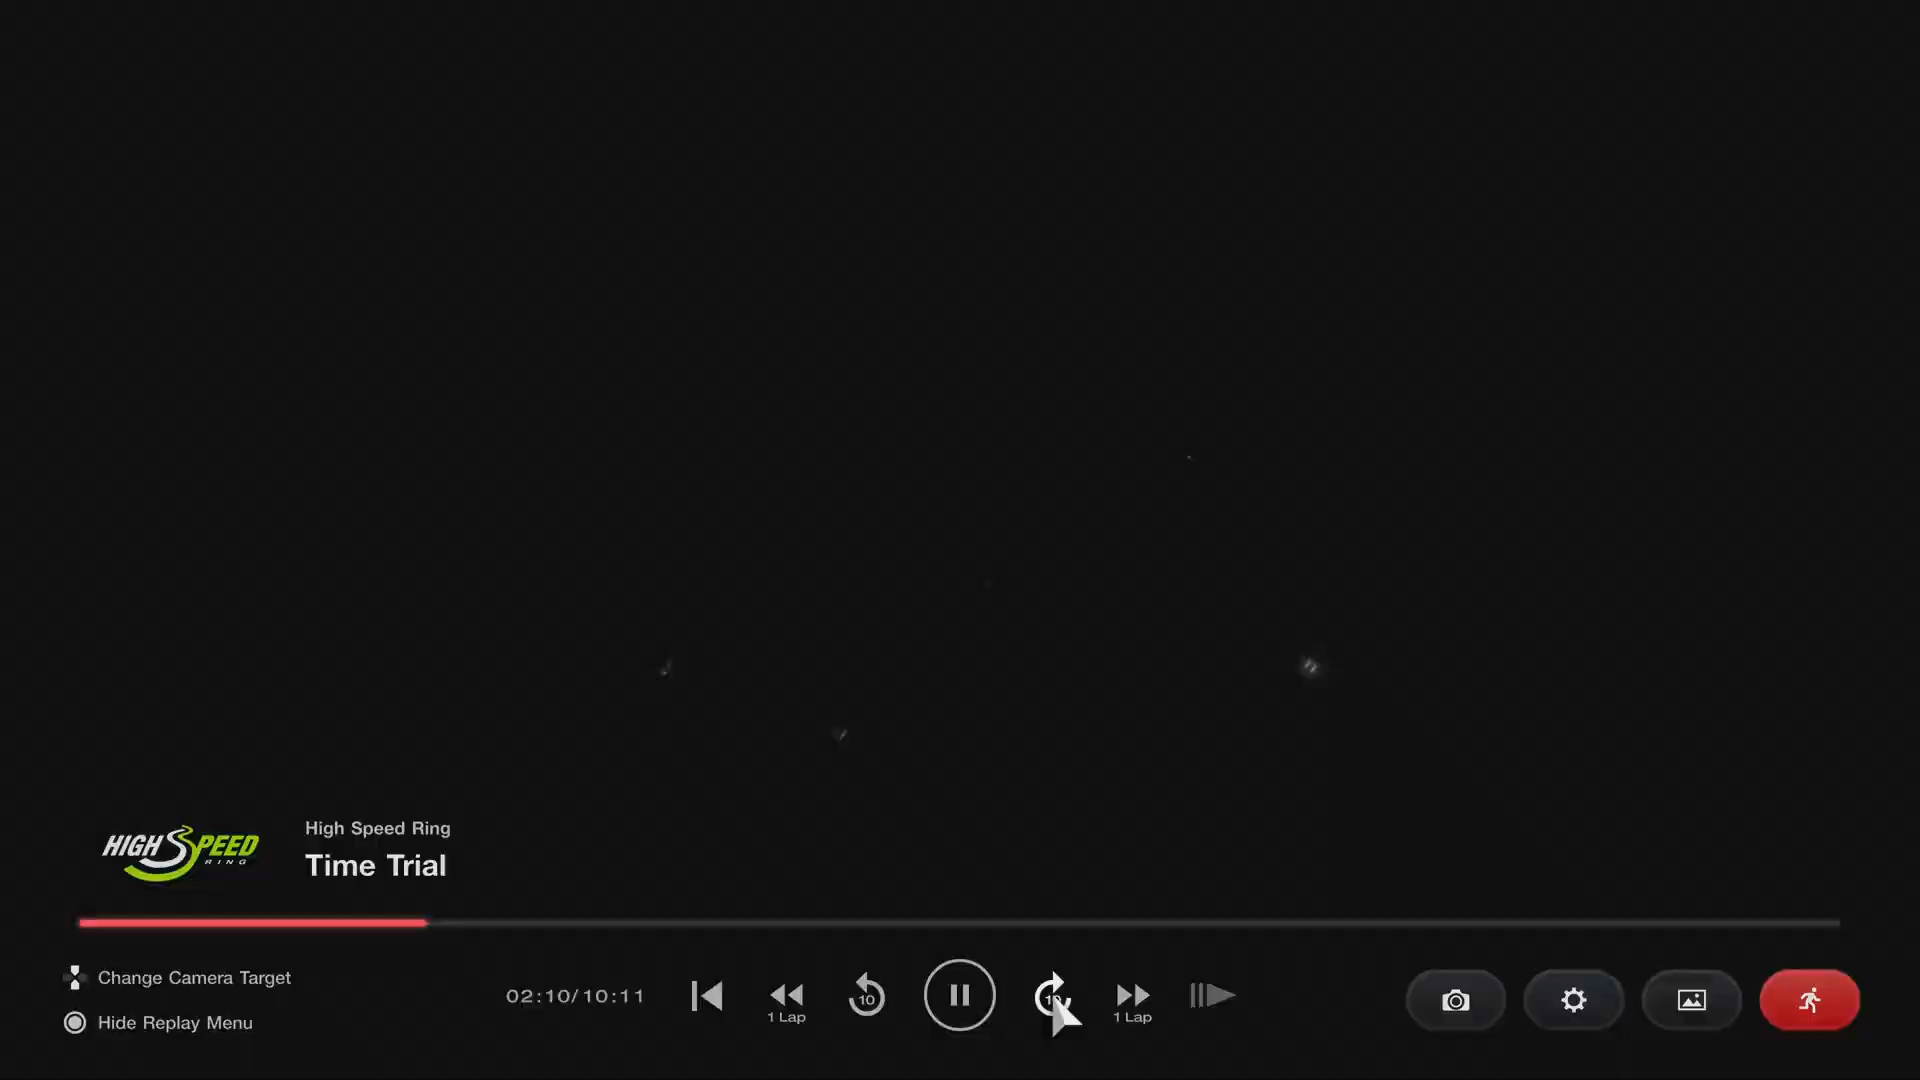 HIGH SPEED
RING
High Speed Ring
Time Trial
Change Camera Target
Hide Replay Menu
02:10/10:11
1 Lap
10
1 Lap